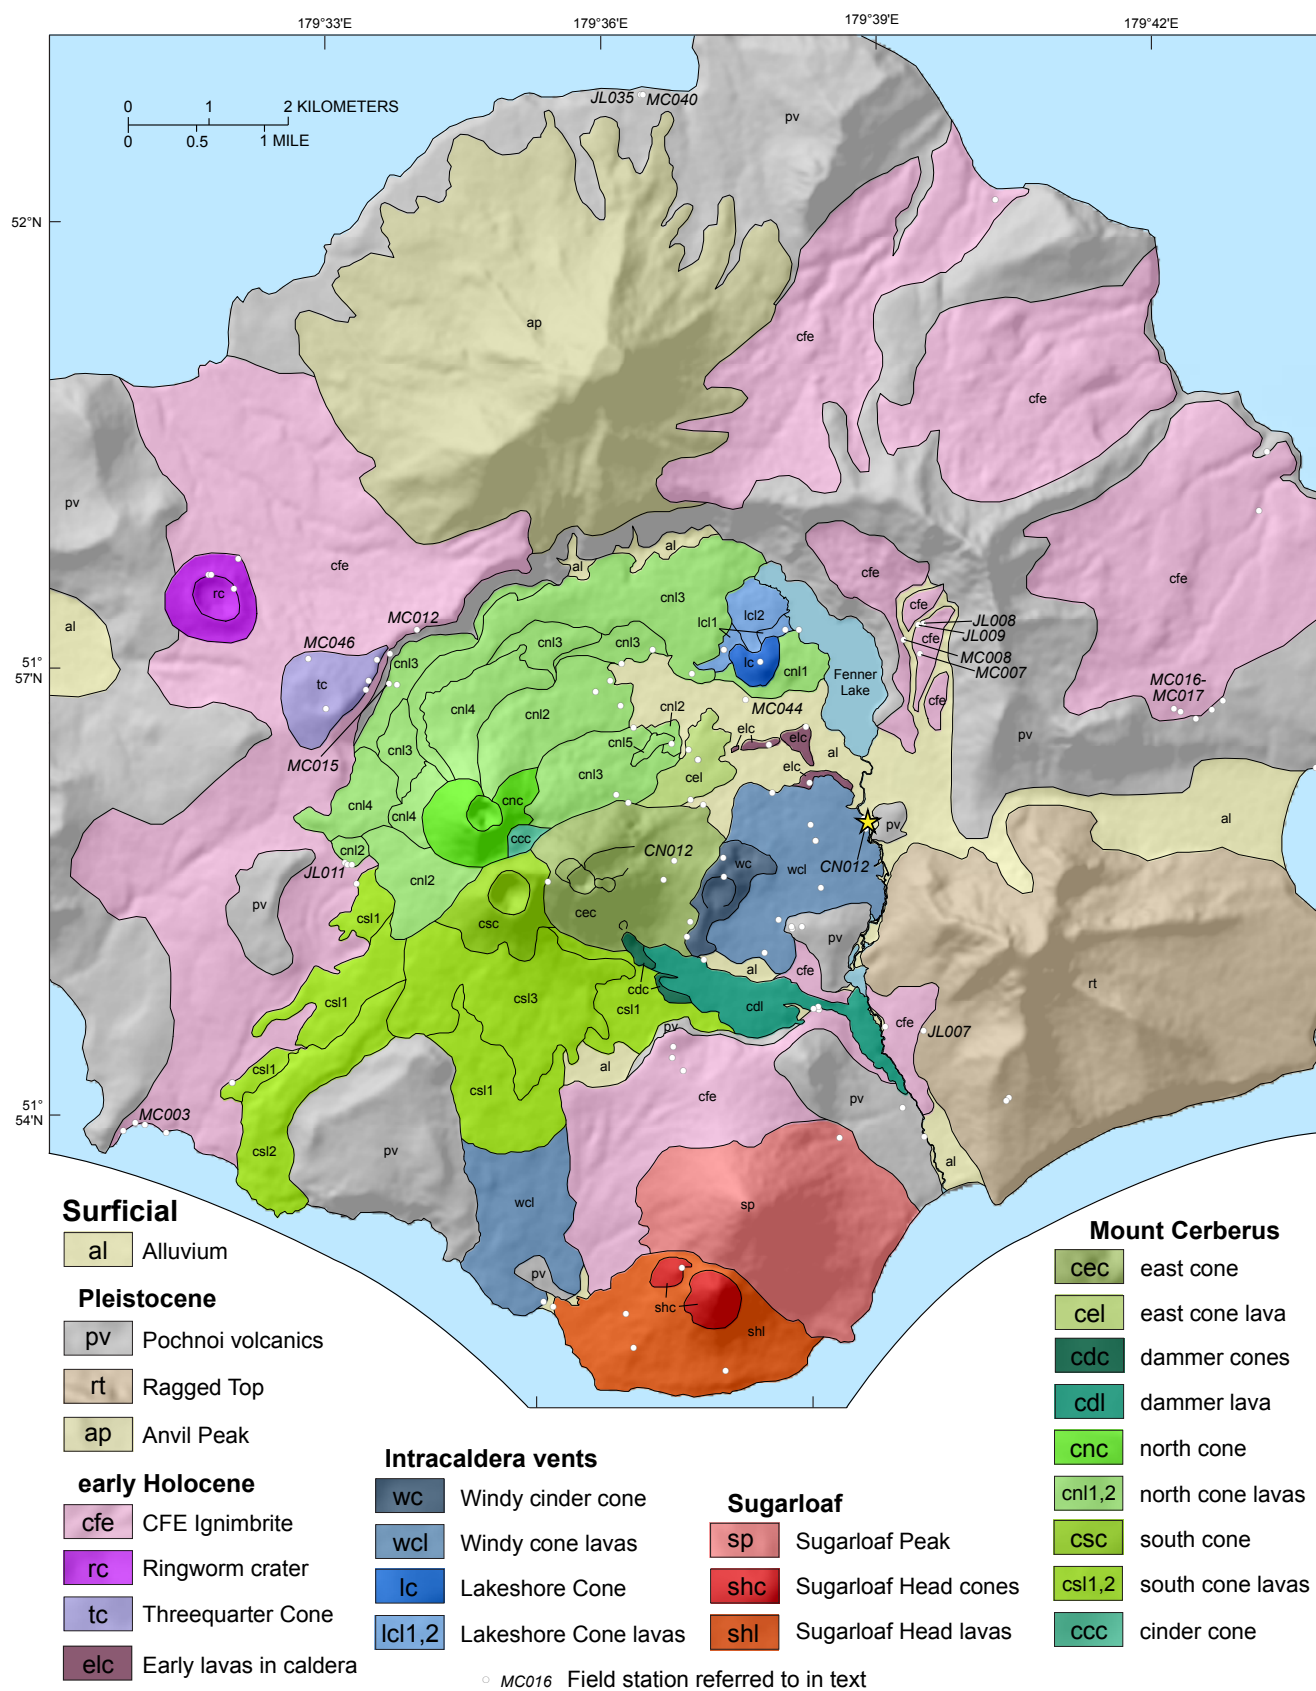 179°33'E
179°36'E
179°39'E
179°42'E
0 1 2 KILOMETERS
0 0.5 1 MILE
JL035 MC040
pv
52°N
ap
cfe
cfe
pv
al
cnl3
al
cfe
cfe
cfe
rc
al
lcl1
lcl2
cfe
JL008
JL009
MC008
MC007
MC012
MC046
cnl3
cnl3
cnl3
51°
57'N
tc
lc
cnl1
Fenner
Lake
cfe
MC016-
MC017
cnl4
cnl2
cnl2
MC044
elc
elc
al
pv
MC015
cnl3
cnl5
cnl3
cel
elc
cnl4
cnl4
cnc
ccc
pv
al
cnl2
JL011
cnl2
CN012
wc
wcl
CN012
pv
csl1
csc
cec
pv
csl1
csl3
cdc
csl1
al
cfe
cdl
rt
pv
cfe
JL007
csl1
al
csl1
cfe
pv
51°
54'N
MC003
csl2
pv
al
wcl
sp
pv
shc
shl
Surficial
al Alluvium
Pleistocene
pv Pochnoi volcanics
rt Ragged Top
ap Anvil Peak
early Holocene
cfe CFE Ignimbrite
rc Ringworm crater
tc Threequarter Cone
elc Early lavas in caldera
Intracaldera vents
wc Windy cinder cone
wcl Windy cone lavas
lc Lakeshore Cone
lcl1,2 Lakeshore Cone lavas
Sugarloaf
sp Sugarloaf Peak
shc Sugarloaf Head cones
shl Sugarloaf Head lavas
Mount Cerberus
cec east cone
cel east cone lava
cdc dammer cones
cdl dammer lava
cnc north cone
cnl1,2 north cone lavas
csc south cone
csl1,2 south cone lavas
ccc cinder cone
MC016 Field station referred to in text